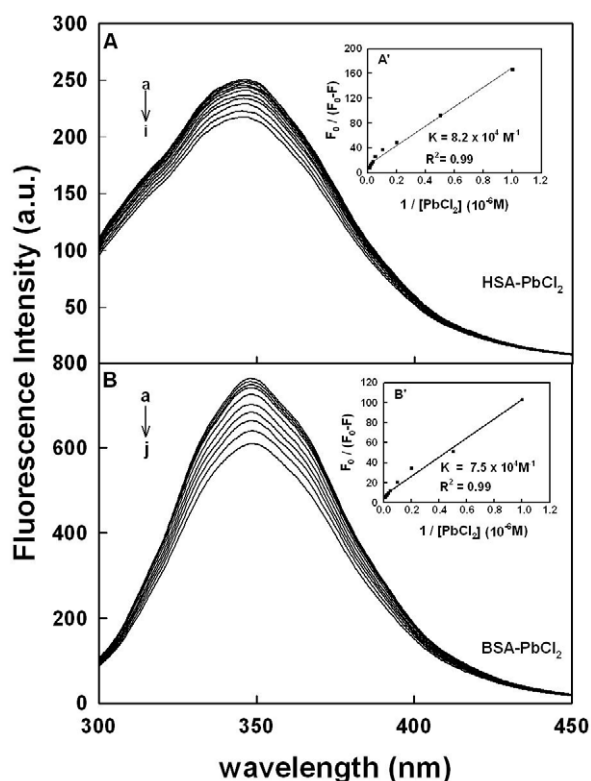 Fluorescence Intensity (a.u.)
300
250
200
150
100
50
800
600
400
200
0
A
a
i
HSA-PbCl₂
A'
F₀ / (F₀-F)
200
160
120
80
40
0
K = 8.2 x 10⁴ M⁻¹
R² = 0.99
0.0 0.2 0.4 0.6 0.8 1.0 1.2
1 / [PbCl₂] (10⁻⁶M)
B
a
j
BSA-PbCl₂
B'
F₀ / (F₀-F)
120
100
80
60
40
20
0
K = 7.5 x 10⁴M⁻¹
R² = 0.99
0.0 0.2 0.4 0.6 0.8 1.0 1.2
1 / [PbCl₂] (10⁻⁶M)
300 350 400 450
wavelength (nm)